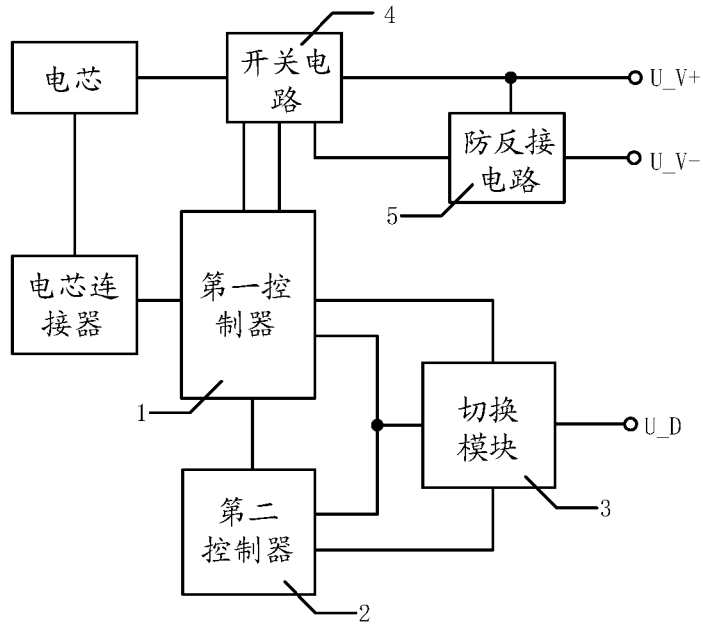 4
电芯
开关电
路
U_V+
防反接
电路
U_V-
5
电芯连
接器
第一控
制器
1
切换
模块
U_D
3
第二
控制器
2